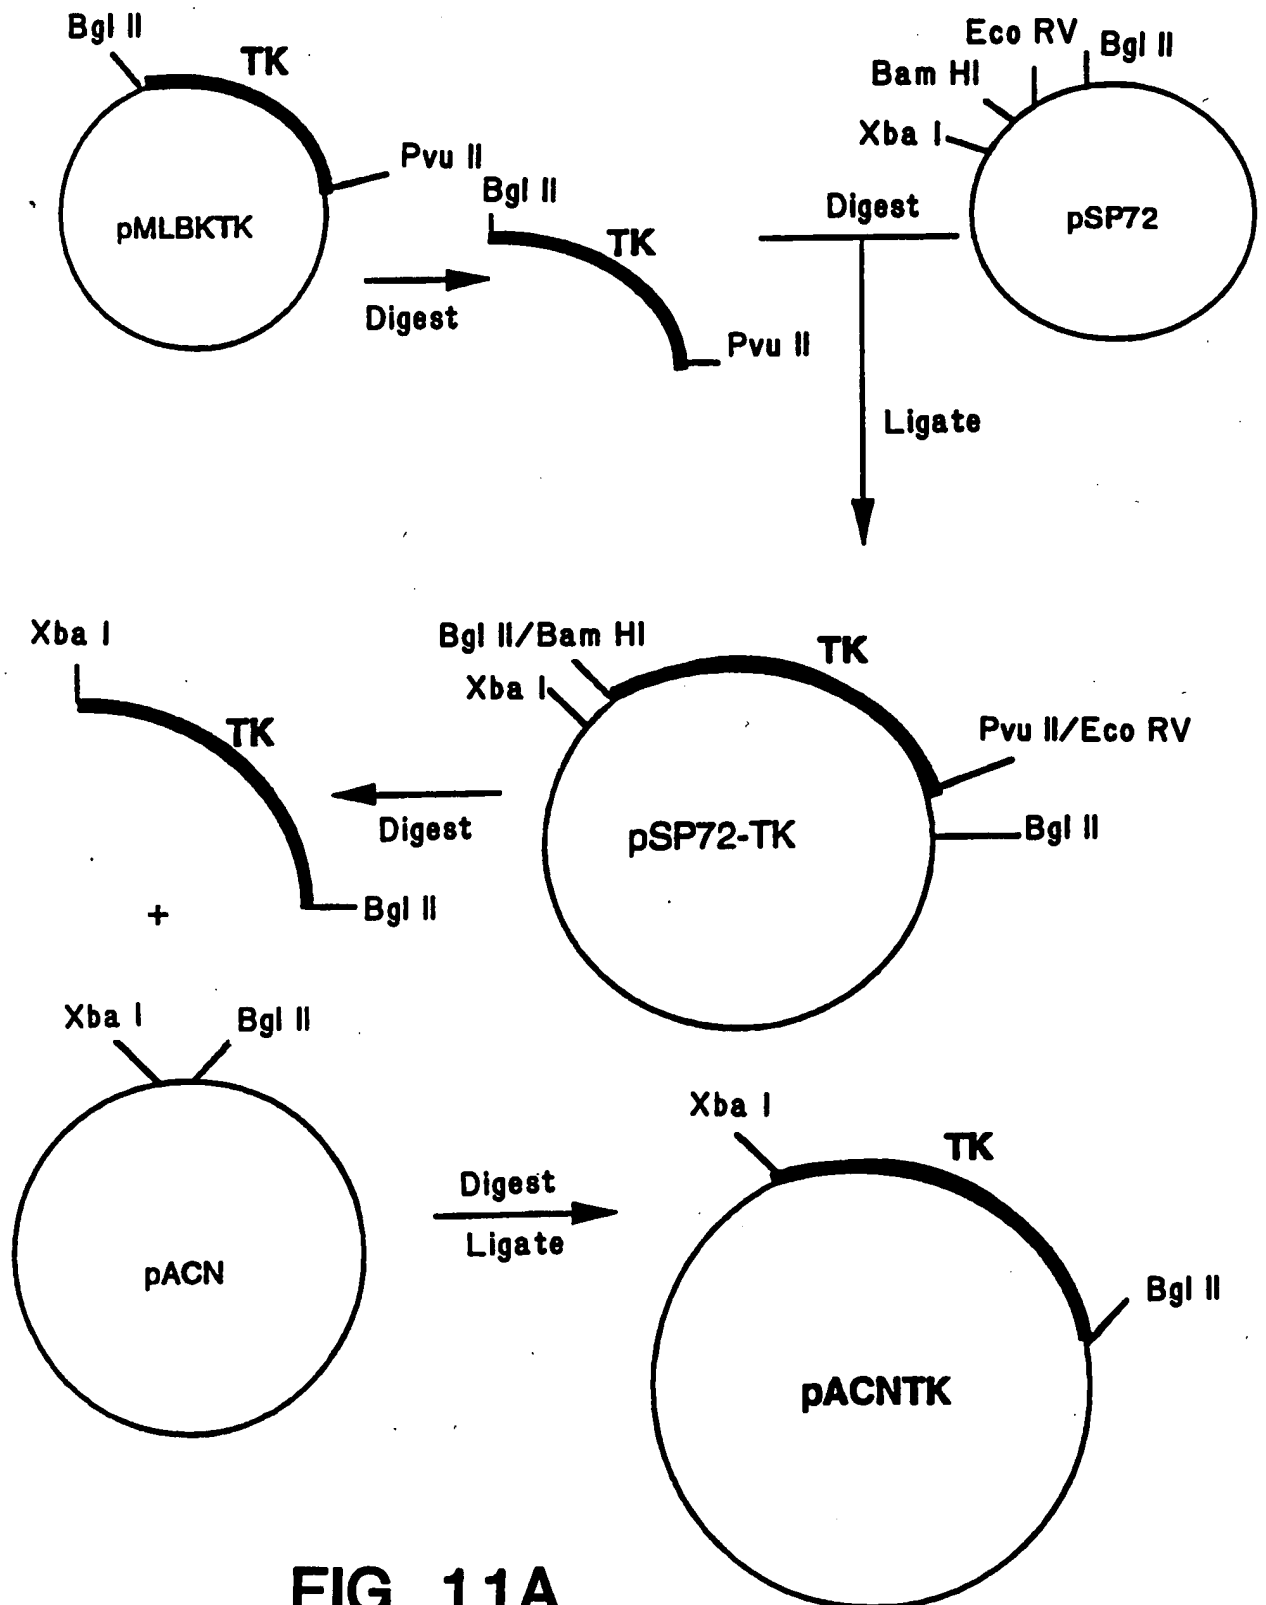 Bgl II
TK
Pvu II
pMLBKTK
Digest
Bgl II
TK
Pvu II
Eco RV
Bgl II
Bam HI
Xba I
pSP72
Digest
Ligate
Xba I
TK
Bgl II
Bgl II/Bam HI
Xba I
TK
Pvu II/Eco RV
Bgl II
pSP72-TK
Digest
+
Xba I
Bgl II
pACN
Digest
Ligate
Xba I
TK
Bgl II
pACNTK
FIG. 11A